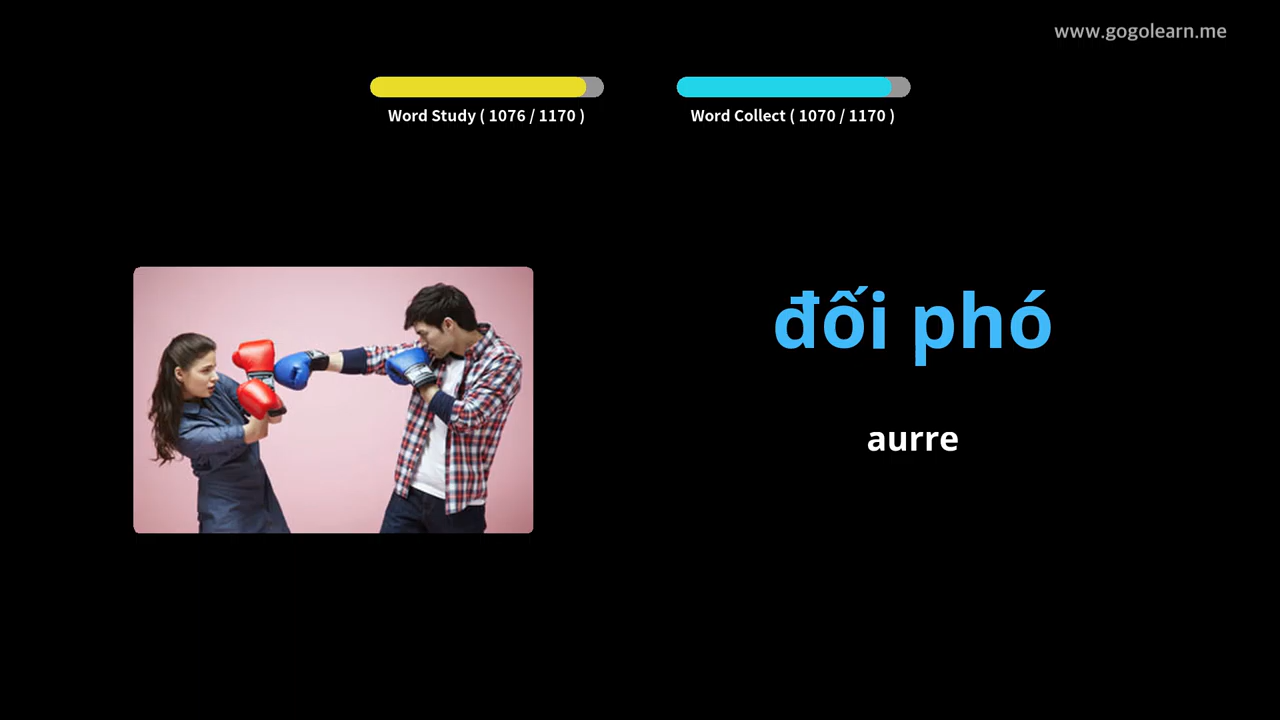 www.gogolearn.me
Word Study ( 1076 / 1170 )
Word Collect ( 1070 / 1170 )
đối phó
aurre